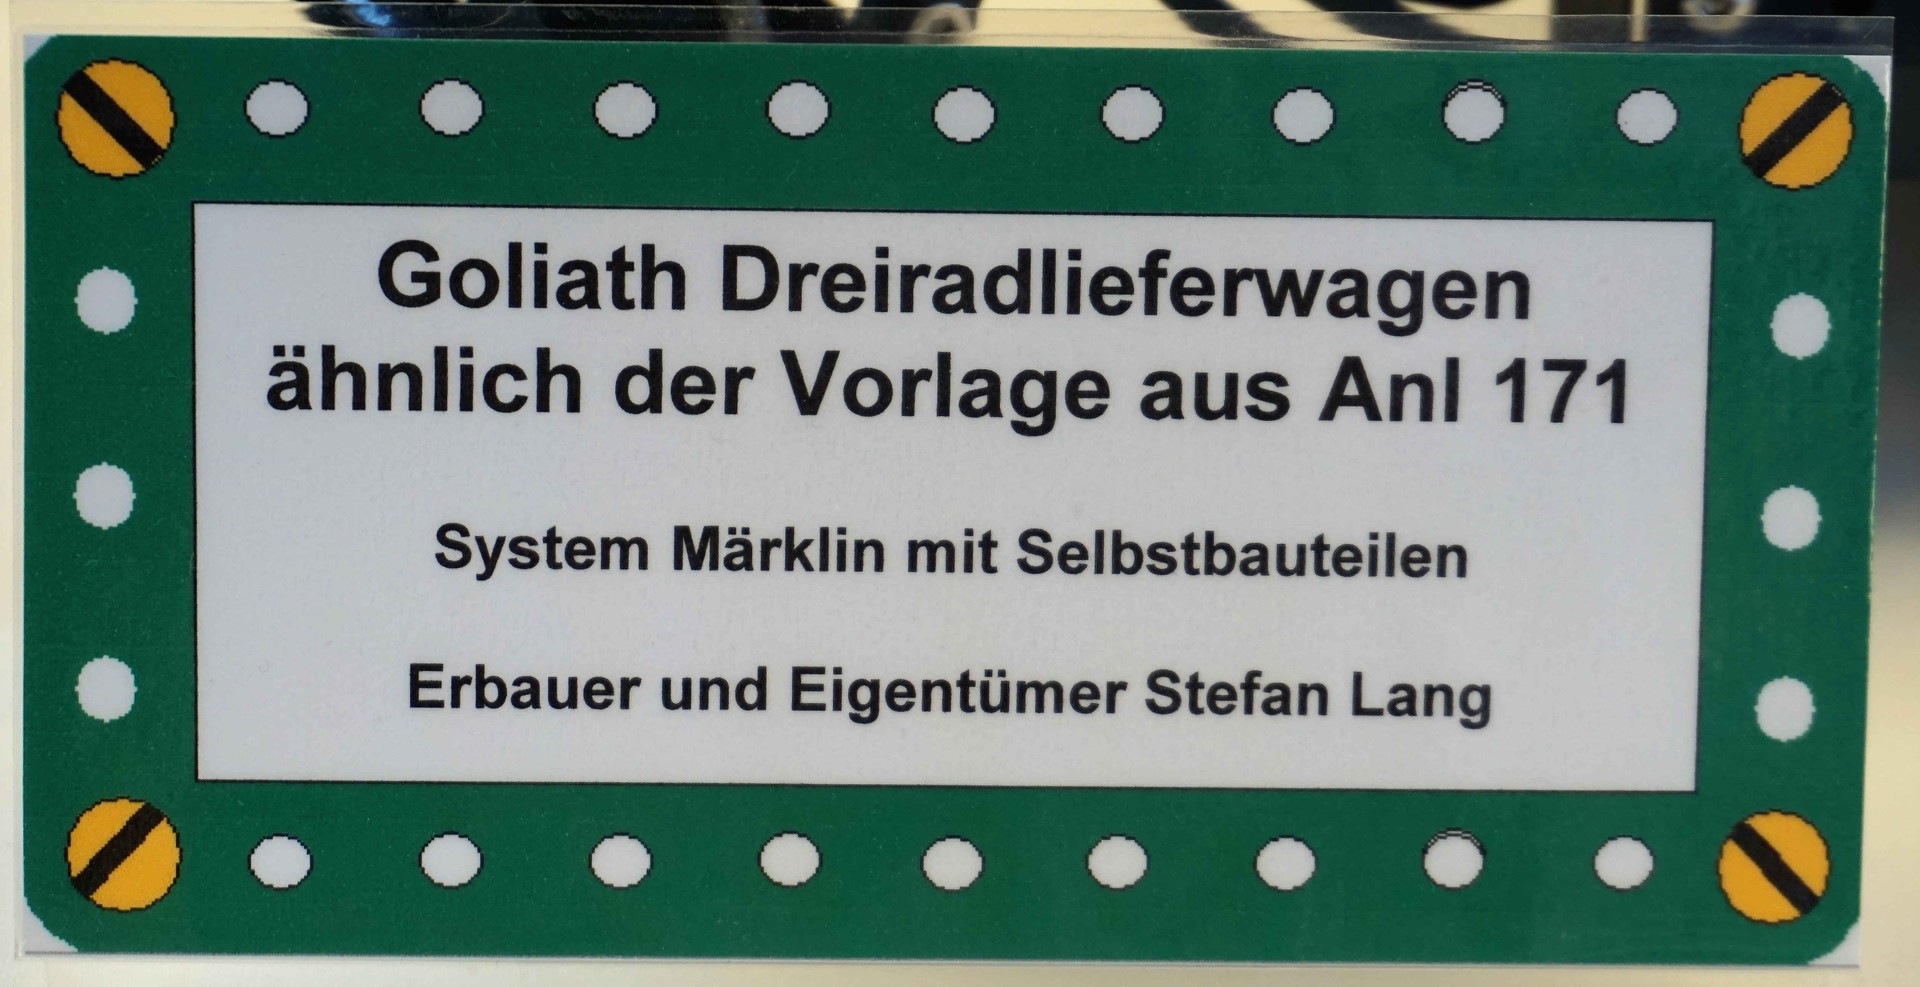 Goliath Dreiradlieferwagen
ähnlich der Vorlage aus Anl 171
System Märklin mit Selbstbauteilen
Erbauer und Eigentümer Stefan Lang